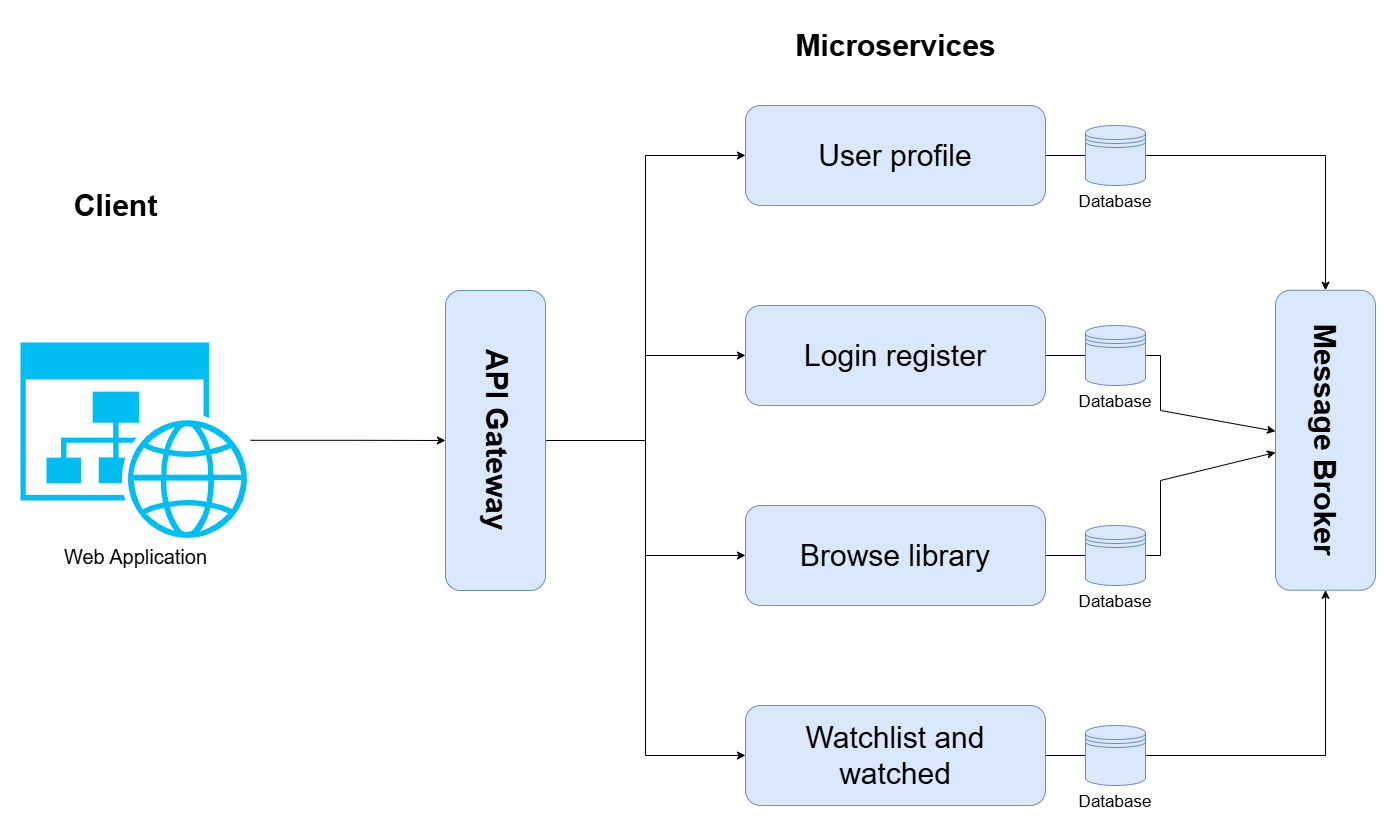 Microservices
Client
Web Application
API Gateway
User profile
Database
Login register
Database
Browse library
Database
Watchlist and
watched
Database
Message Broker